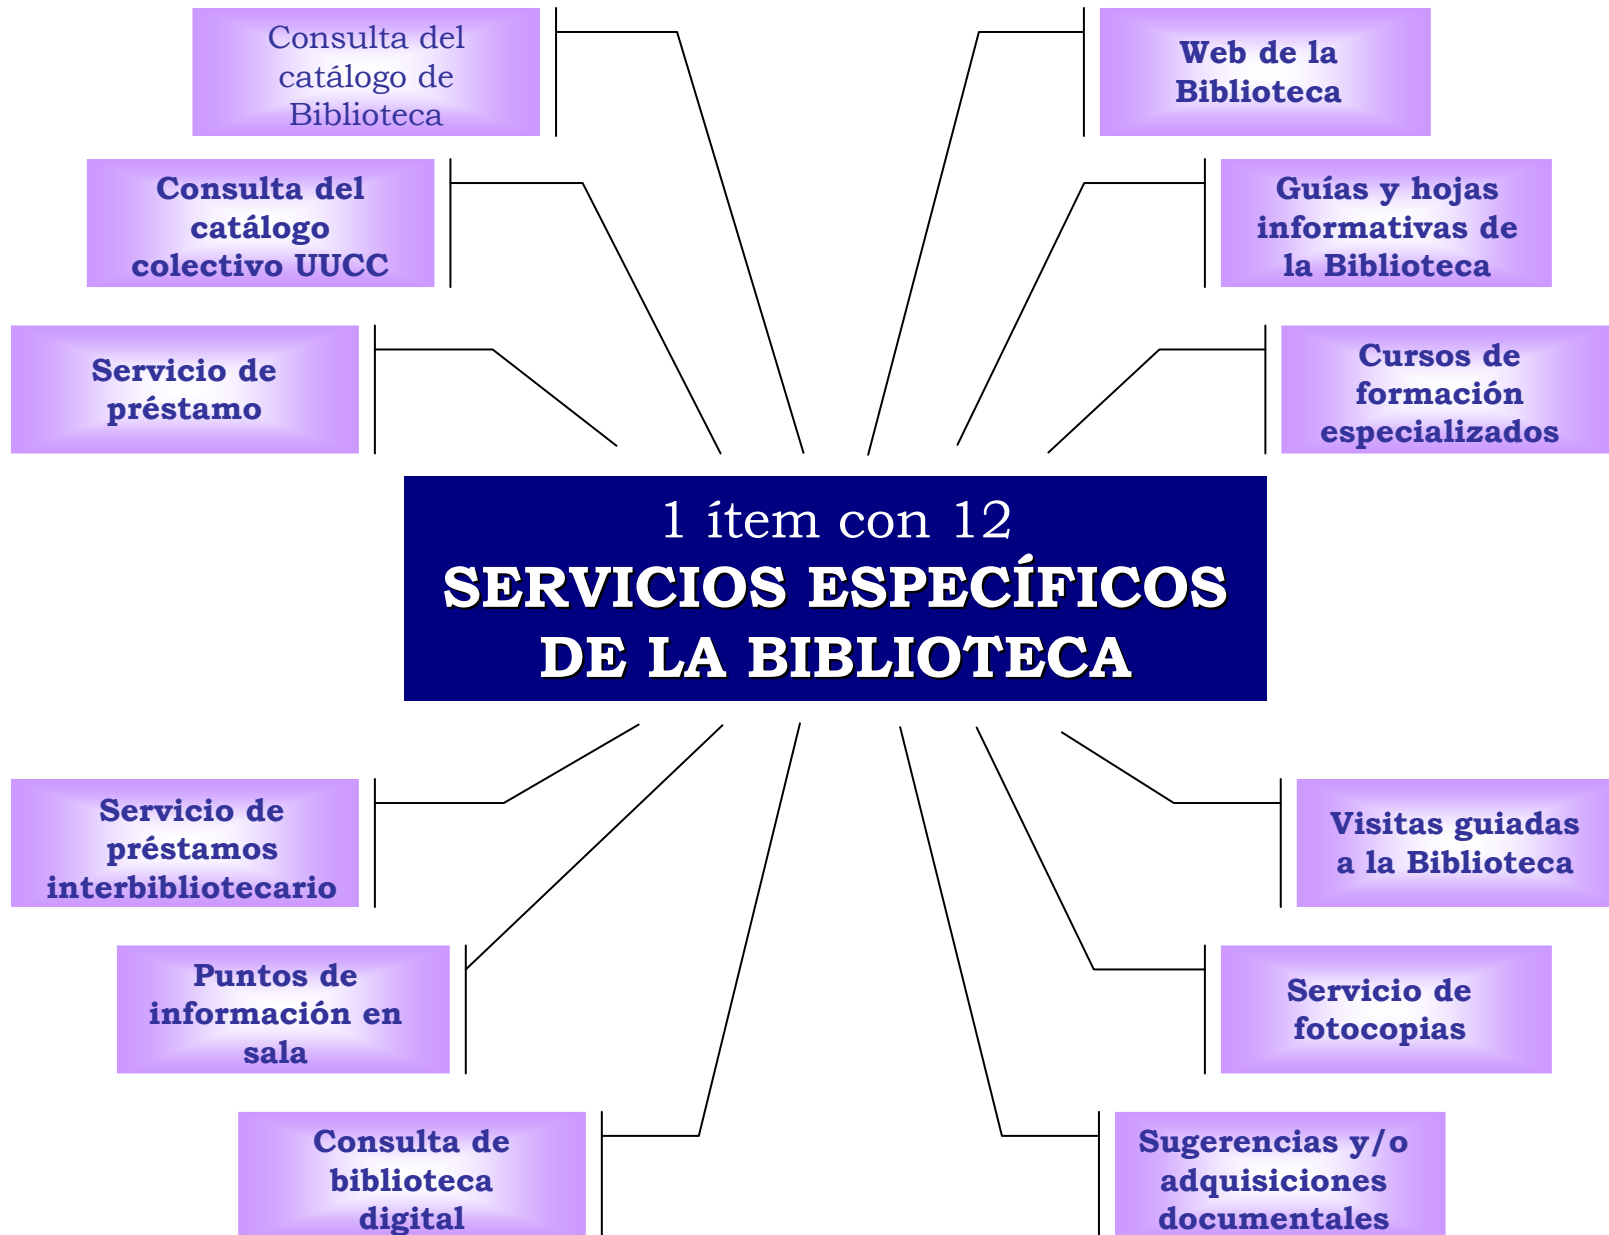 Consulta del
catálogo de
Biblioteca
Web de la
Biblioteca
Consulta del
catálogo
colectivo UUCC
Guías y hojas
informativas de
la Biblioteca
Servicio de
préstamo
Cursos de
formación
especializados
1 ítem con 12
SERVICIOS ESPECÍFICOS
DE LA BIBLIOTECA
Servicio de
préstamos
interbibliotecario
Visitas guiadas
a la Biblioteca
Puntos de
información en
sala
Servicio de
fotocopias
Consulta de
biblioteca
digital
Sugerencias y/o
adquisiciones
documentales